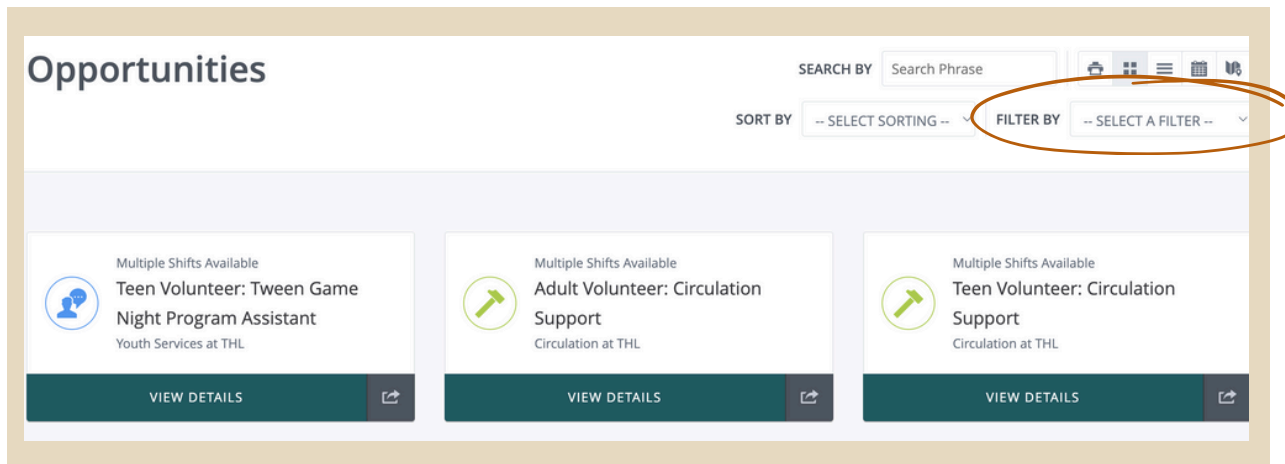 Opportunities
SEARCH BY Search Phrase
SORT BY -- SELECT SORTING -- FILTER BY -- SELECT A FILTER --
Multiple Shifts Available
Teen Volunteer: Tween Game
Night Program Assistant
Youth Services at THL
VIEW DETAILS
Multiple Shifts Available
Adult Volunteer: Circulation
Support
Circulation at THL
VIEW DETAILS
Multiple Shifts Available
Teen Volunteer: Circulation
Support
Circulation at THL
VIEW DETAILS